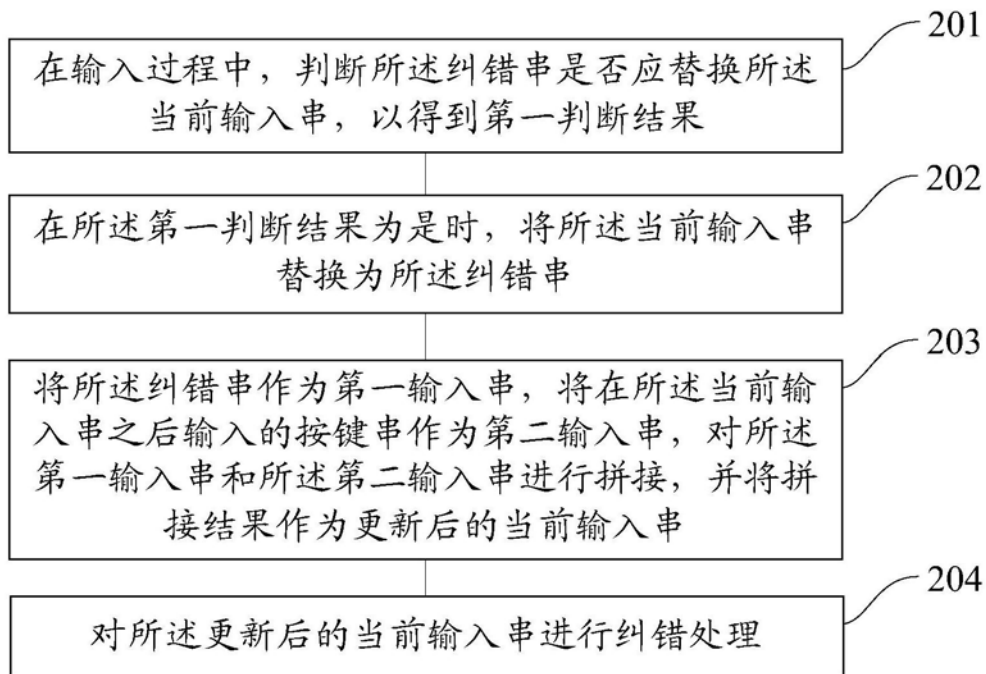 201
在输入过程中，判断所述纠错串是否应替换所述
当前输入串，以得到第一判断结果
202
在所述第一判断结果为是时，将所述当前输入串
替换为所述纠错串
203
将所述纠错串作为第一输入串，将在所述当前输
入串之后输入的按键串作为第二输入串，对所述
第一输入串和所述第二输入串进行拼接，并将拼
接结果作为更新后的当前输入串
204
对所述更新后的当前输入串进行纠错处理